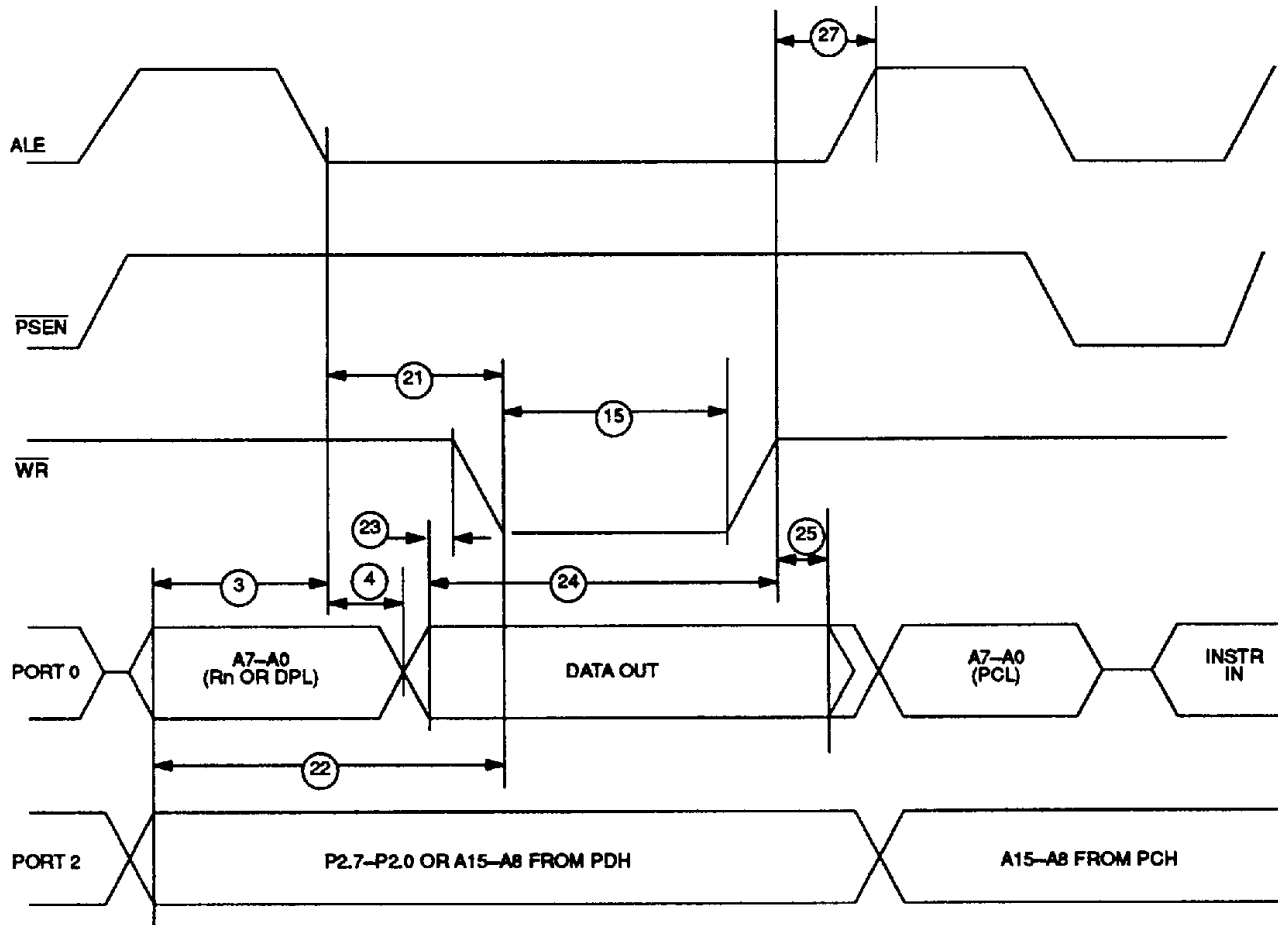 27
ALE
PSEN
21
15
WR
23
25
3
4
24
PORT 0
A7–A0
(Rn OR DPL)
DATA OUT
A7–A0
(PCL)
INSTR
IN
22
PORT 2
P2.7–P2.0 OR A15–A8 FROM PDH
A15–A8 FROM PCH